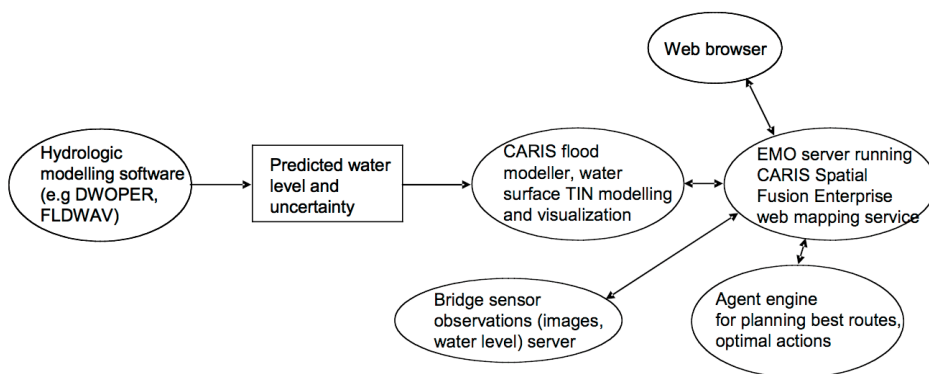 Web browser
Hydrologic
modelling software
(e.g DWOPER,
FLDWAV)
Predicted water
level and
uncertainty
CARIS flood
modeller, water
surface TIN modelling
and visualization
EMO server running
CARIS Spatial
Fusion Enterprise
web mapping service
Bridge sensor
observations (images,
water level) server
Agent engine
for planning best routes,
optimal actions